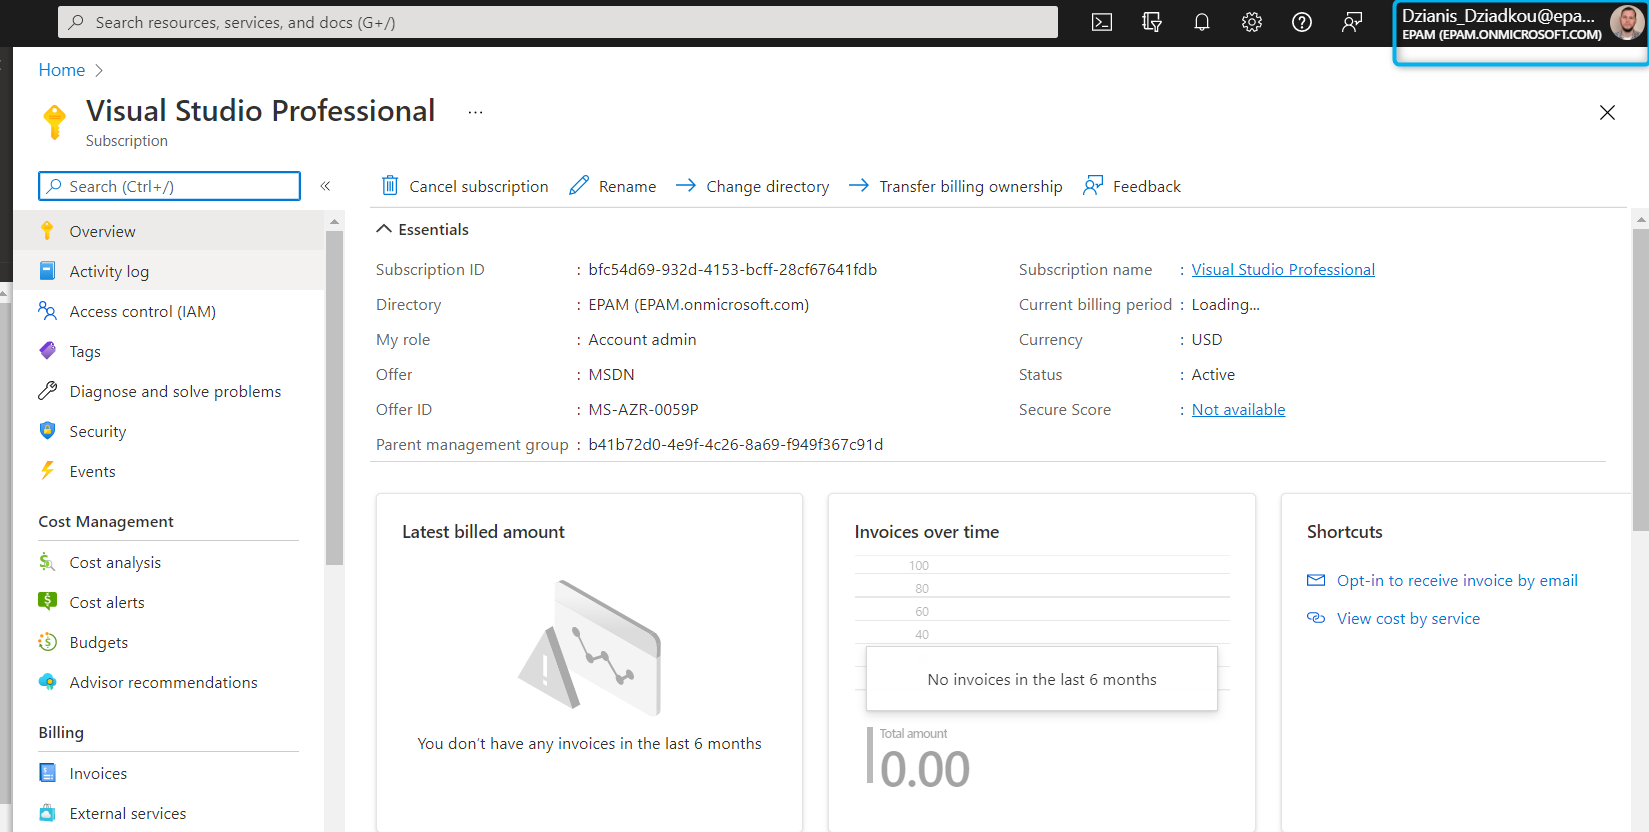 Search resources, services, and docs (G+/)
Dzianis_Dziadkou@epa...
EPAM (EPAM.ONMICROSOFT.COM)
Home
Visual Studio Professional ...
Subscription
Search (Ctrl+/)
«
Cancel subscription
Rename
Change directory
Transfer billing ownership
Feedback
Overview
Activity log
Access control (IAM)
Tags
Diagnose and solve problems
Security
Events
Cost Management
Cost analysis
Cost alerts
Budgets
Advisor recommendations
Billing
Invoices
External services
Essentials
Subscription ID : bfc54d69-932d-4153-bcff-28cf67641fdb
Directory : EPAM (EPAM.onmicrosoft.com)
My role : Account admin
Offer : MSDN
Offer ID : MS-AZR-0059P
Parent management group : b41b72d0-4e9f-4c26-8a69-f949f367c91d
Subscription name : Visual Studio Professional
Current billing period : Loading...
Currency : USD
Status : Active
Secure Score : Not available
Latest billed amount
You don't have any invoices in the last 6 months
Invoices over time
100
80
60
40
No invoices in the last 6 months
Total amount
0.00
Shortcuts
Opt-in to receive invoice by email
View cost by service